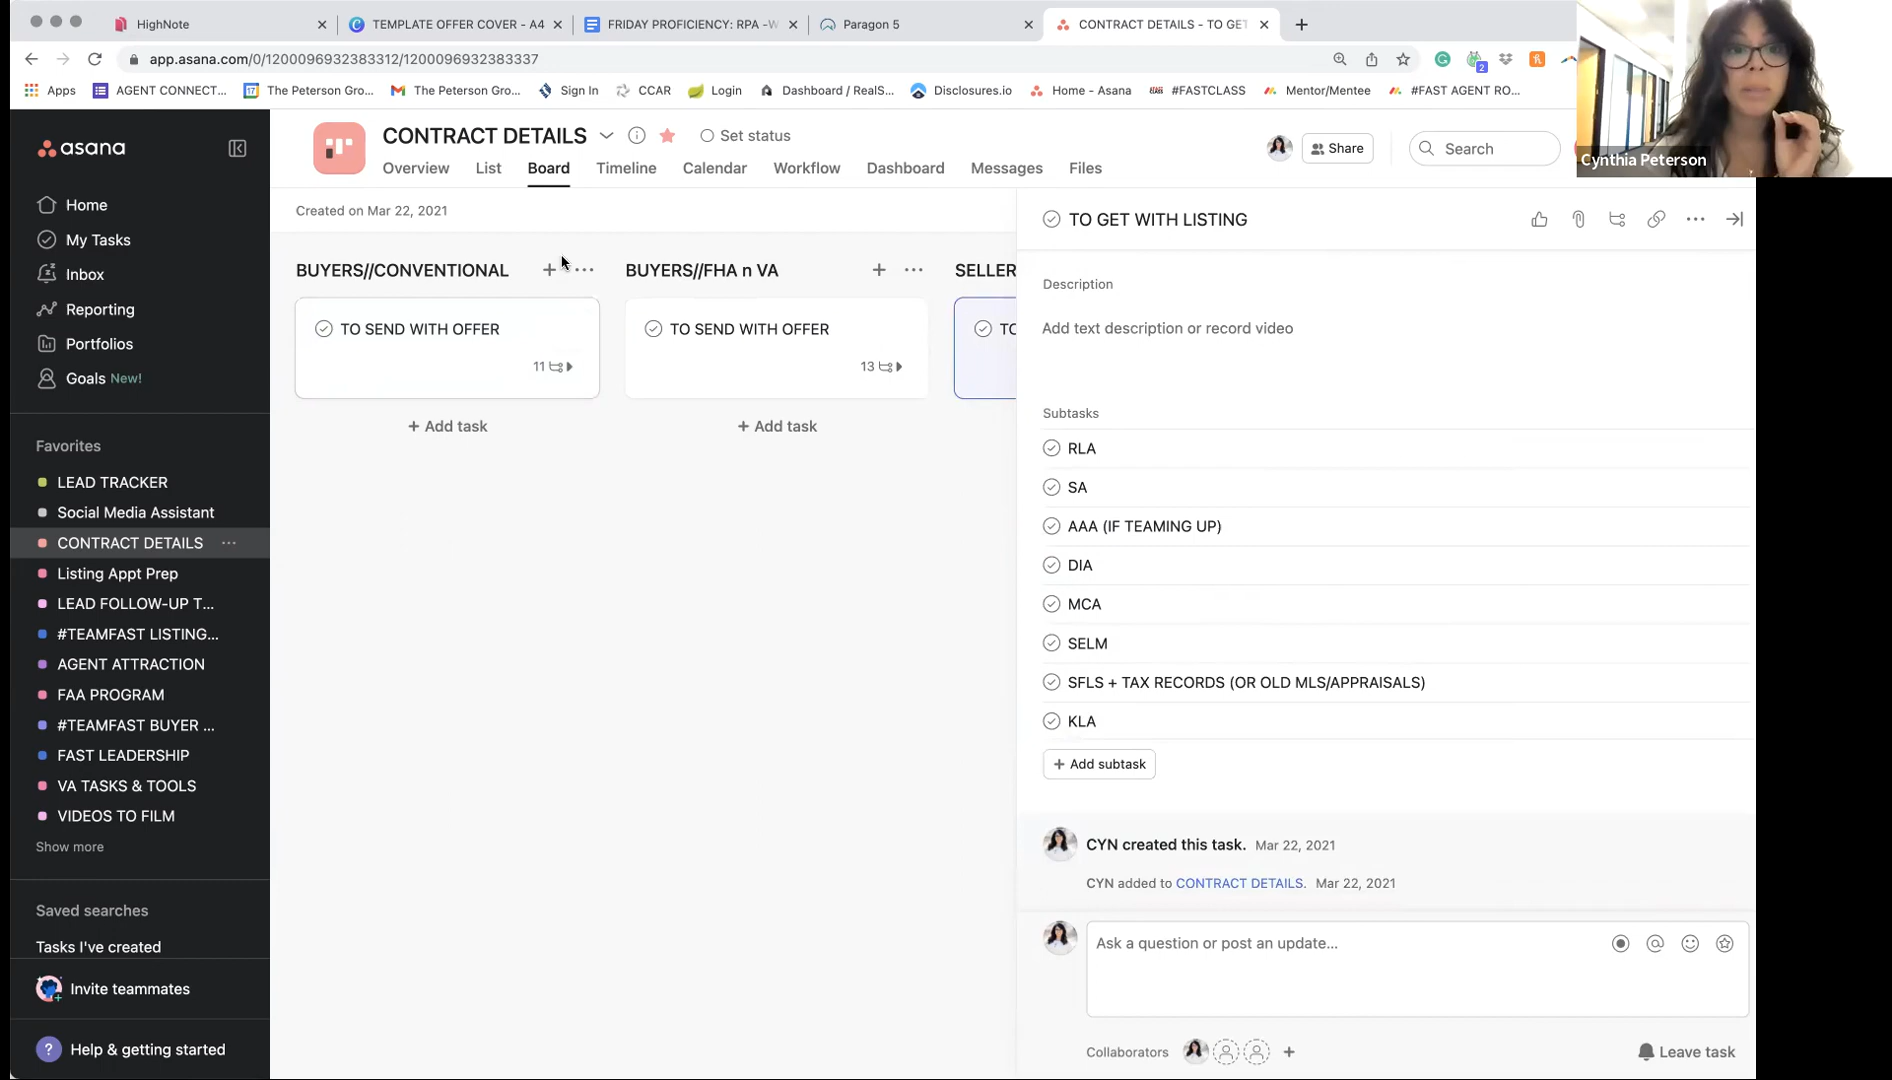 HighNote
TEMPLATE OFFER COVER - A4
FRIDAY PROFICIENCY: RPA -W
Paragon 5
CONTRACT DETAILS - TO GET
app.asana.com/0/1200096932383312/1200096932383337
2
Apps
AGENT CONNECT...
17
The Peterson Gro...
The Peterson Gro...
Sign In
CCAR
Login
Dashboard / RealS...
Disclosures.io
Home - Asana
#FASTCLASS
Mentor/Mentee
#FAST AGENT RO...
Cynthia Peterson
asana
CONTRACT DETAILS
Set status
Share
Search
Overview
List
Board
Timeline
Calendar
Workflow
Dashboard
Messages
Files
Home
My Tasks
Inbox
Reporting
Portfolios
Goals New!
Favorites
LEAD TRACKER
Social Media Assistant
CONTRACT DETAILS
Listing Appt Prep
LEAD FOLLOW-UP T...
#TEAMFAST LISTING...
AGENT ATTRACTION
FAA PROGRAM
#TEAMFAST BUYER ...
FAST LEADERSHIP
VA TASKS & TOOLS
VIDEOS TO FILM
Show more
Saved searches
Tasks I've created
Invite teammates
? Help & getting started
Created on Mar 22, 2021
BUYERS//CONVENTIONAL
TO SEND WITH OFFER
11
+ Add task
BUYERS//FHA n VA
TO SEND WITH OFFER
13
+ Add task
SELLER
TO
TO GET WITH LISTING
Description
Add text description or record video
Subtasks
RLA
SA
AAA (IF TEAMING UP)
DIA
MCA
SELM
SFLS + TAX RECORDS (OR OLD MLS/APPRAISALS)
KLA
+ Add subtask
CYN created this task. Mar 22, 2021
CYN added to CONTRACT DETAILS. Mar 22, 2021
Ask a question or post an update...
Collaborators
Leave task